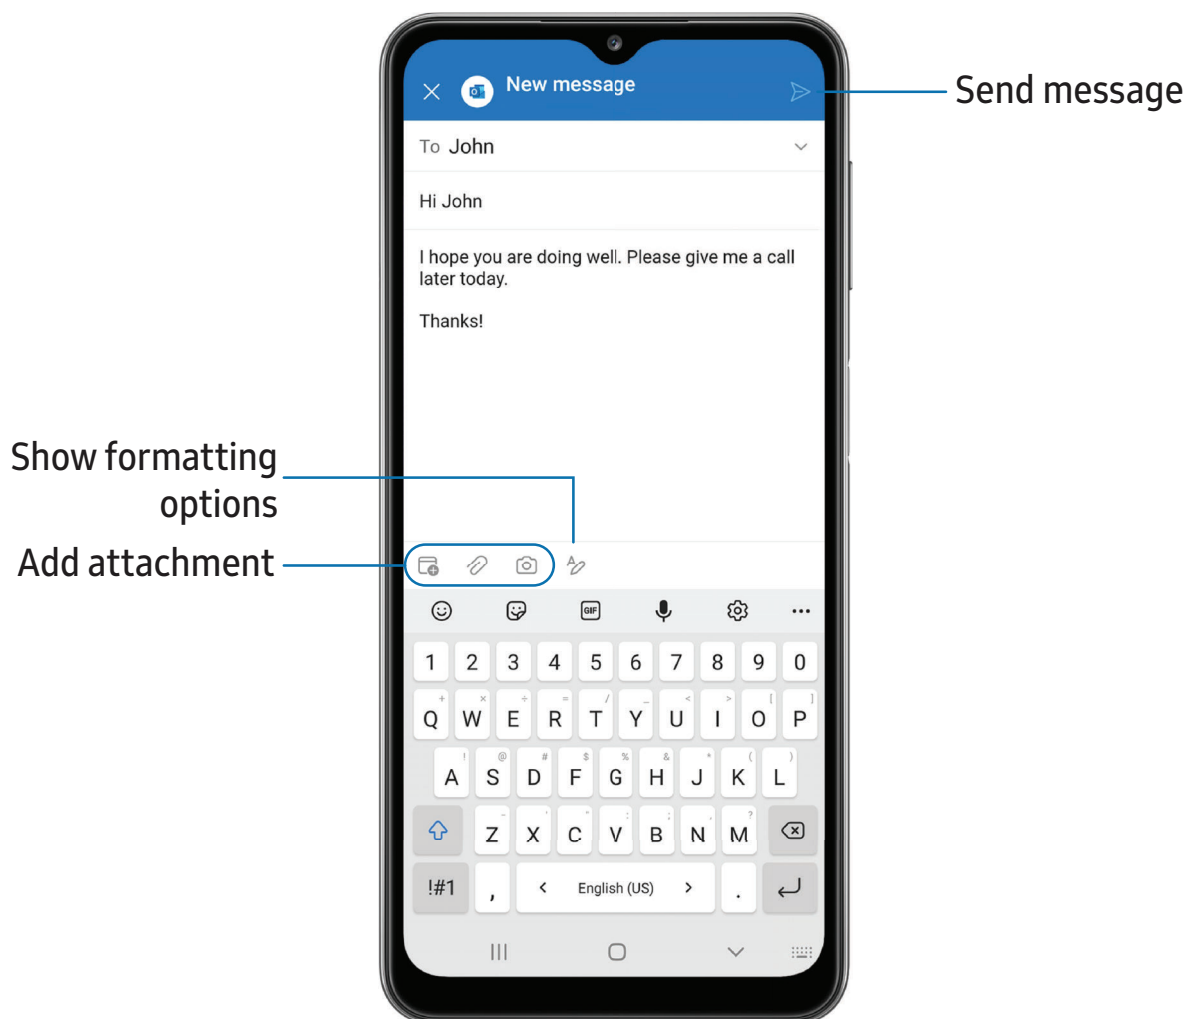 New message
Send message
To John
Hi John
I hope you are doing well. Please give me a call
later today.
Thanks!
Show formatting
options
Add attachment
GIF
1 2 3 4 5 6 7 8 9 0
+ × ÷ = / _ < > [ ]
Q W E R T Y U I O P
! @ # $ % & * ( )
A S D F G H J K L
- ' " : ; , ?
Z X C V B N M
!#1 , < English (US) > .